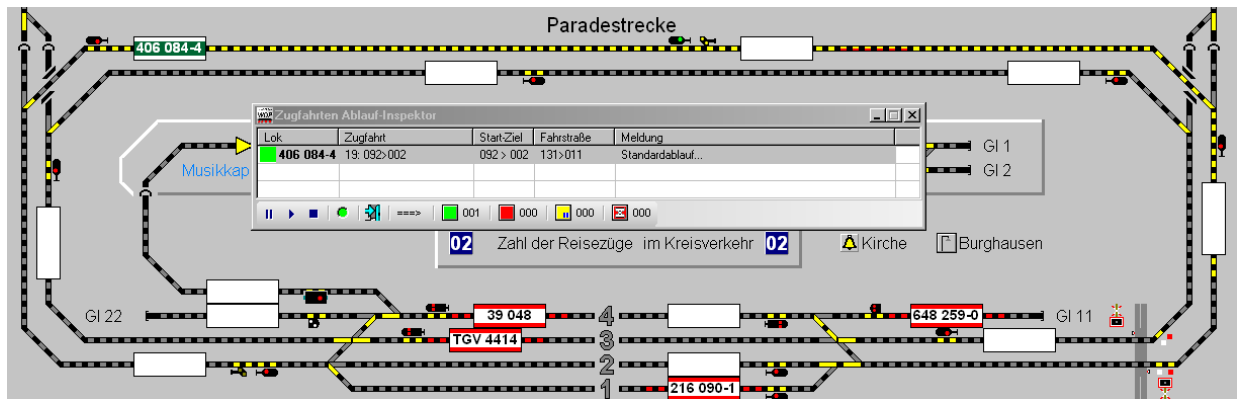 Paradestrecke
406 084-4
Zugfahrten Ablauf-Inspektor
Lok Zugfahrt Start-Ziel Fahrstraße Meldung
406 084-4 19: 092>002 092 > 002 131>011 Standardablauf...
===> 001 000 000 000
Gl 1
Musikkap
Gl 2
02 Zahl der Reisezüge im Kreisverkehr 02 Kirche Burghausen
Gl 22 39 048 4 648 259-0 Gl 11
TGV 4414 3
2
1 216 090-1